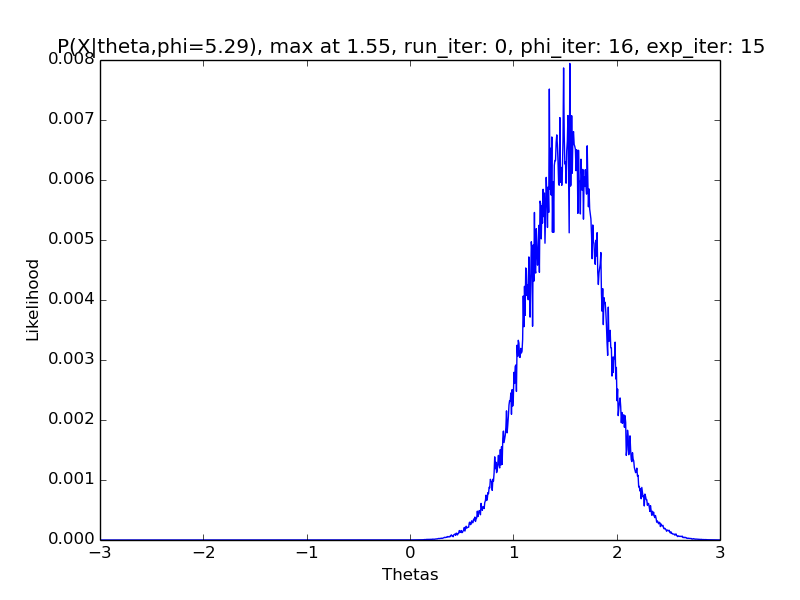 P(X|theta,phi=5.29), max at 1.55, run_iter: 0, phi_iter: 16, exp_iter: 15
0.008
0.007
0.006
0.005
0.004
0.003
0.002
0.001
0.000
Likelihood
−3 −2 −1 0 1 2 3
Thetas